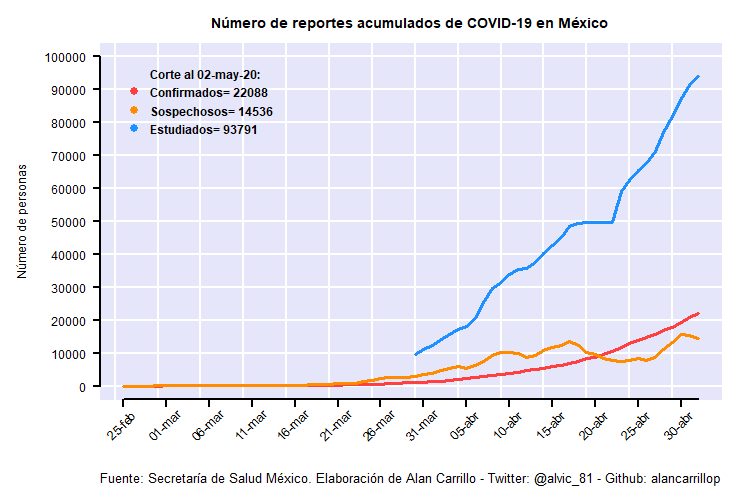 Número de reportes acumulados de COVID-19 en México
Corte al 02-may-20:
Confirmados= 22088
Sospechosos= 14536
Estudiados= 93791
Número de personas
100000
90000
80000
70000
60000
50000
40000
30000
20000
10000
0
25-feb
01-mar
06-mar
11-mar
16-mar
21-mar
26-mar
31-mar
05-abr
10-abr
15-abr
20-abr
25-abr
30-abr
Fuente: Secretaría de Salud México. Elaboración de Alan Carrillo - Twitter: @alvic_81 - Github: alancarrillop